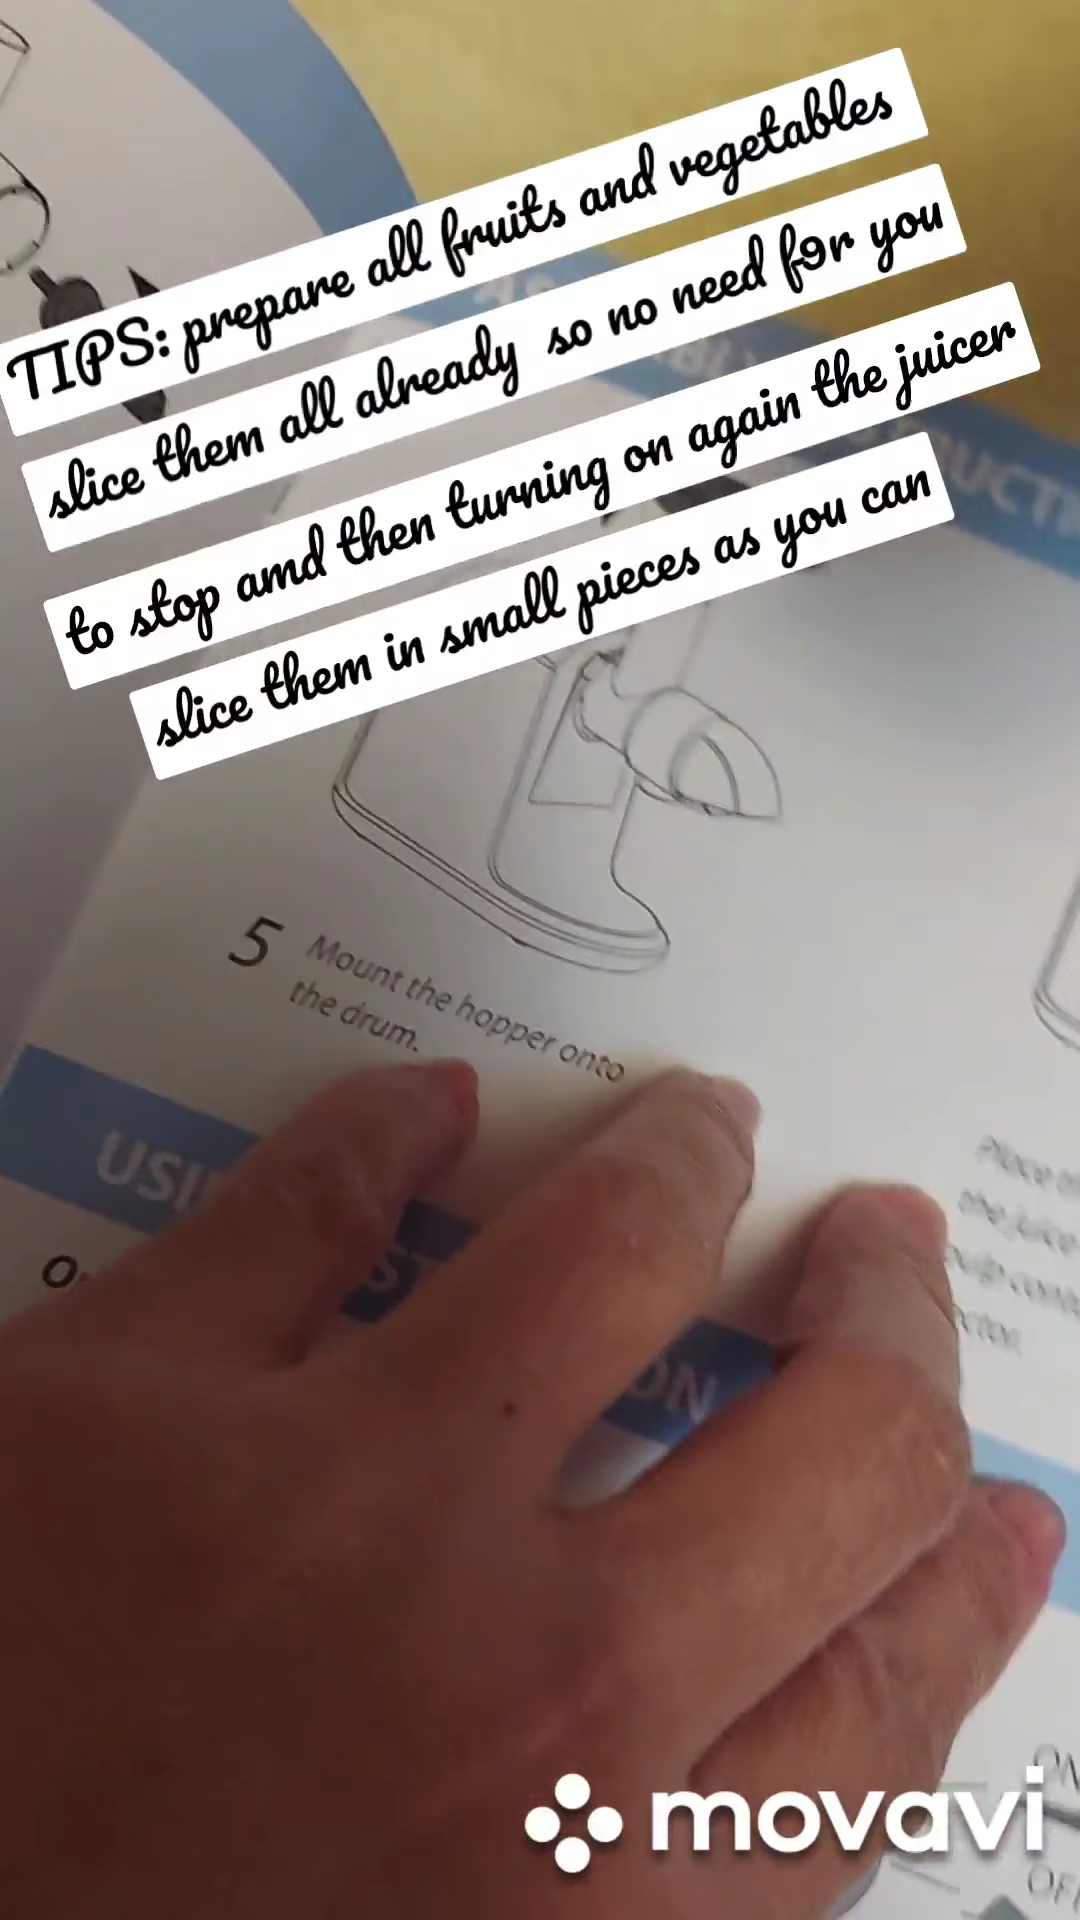 TIPS: prepare all fruits and vegetables
slice them all already so no need for you
to stop amd then turning on again the juicer
slice them in small pieces as you can
5 Mount the hopper onto
the drum.
movavi